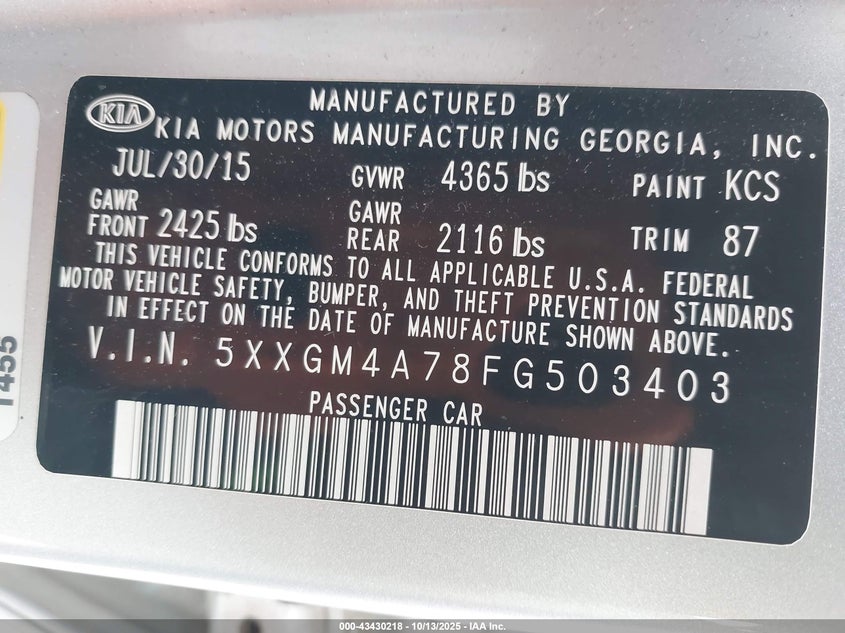 MANUFACTURED BY
KIA KIA MOTORS MANUFACTURING GEORGIA, INC.
JUL/30/15 GVWR 4365 lbs PAINT KCS
GAWR FRONT 2425 lbs GAWR REAR 2116 lbs TRIM 87
THIS VEHICLE CONFORMS TO ALL APPLICABLE U.S.A. FEDERAL
MOTOR VEHICLE SAFETY, BUMPER, AND THEFT PREVENTION STANDARDS
IN EFFECT ON THE DATE OF MANUFACTURE SHOWN ABOVE.
V.I.N. 5XXGM4A78FG503403
PASSENGER CAR
T455
000-43430218 - 10/13/2025 - IAA Inc.